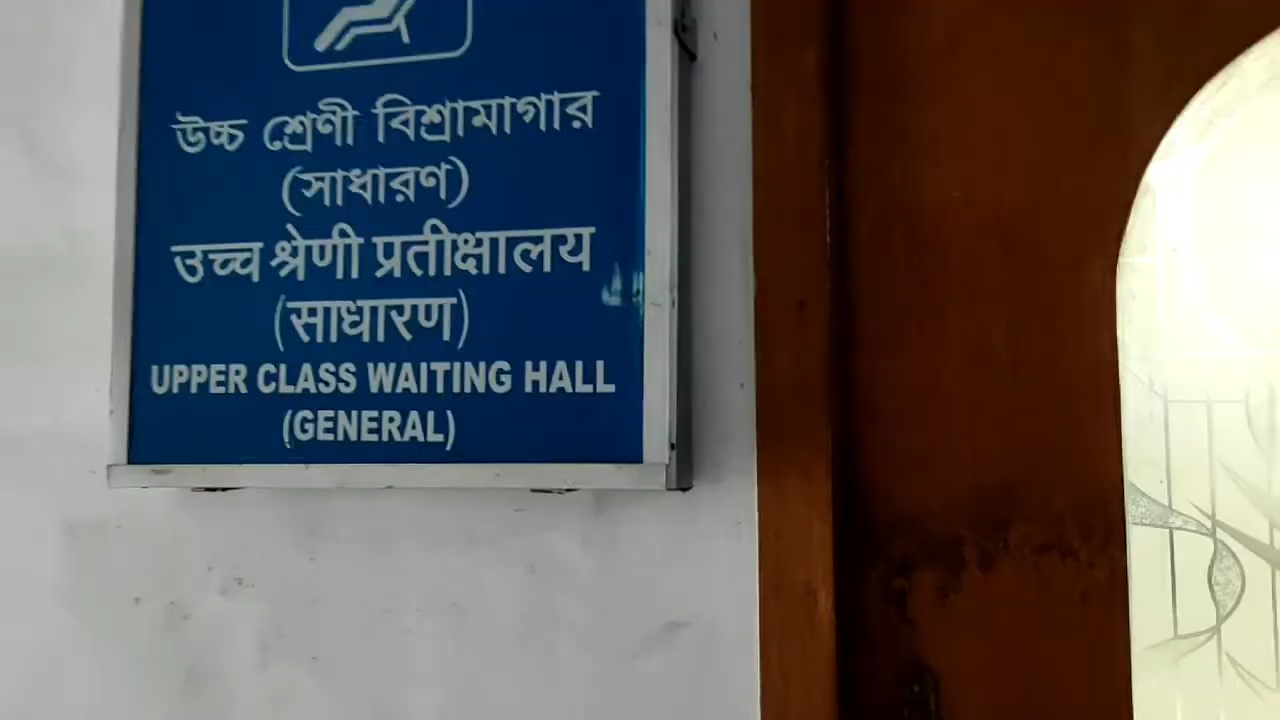 উচ্চ শ্রেণী বিশ্রামাগার
(সাধারণ)
उच्च श्रेणी प्रतीक्षालय
(साधारण)
UPPER CLASS WAITING HALL
(GENERAL)